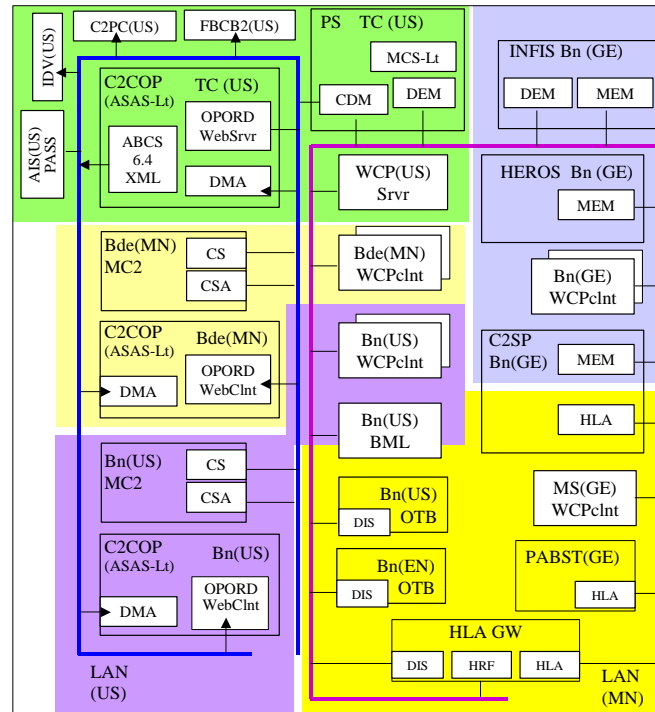 C2PC(US)
FBCB2(US)
IDV(US)
AIS(US)
PASS
C2COP
(ASAS-Lt)
TC (US)
OPORD
WebSrvr
ABCS
6.4
XML
DMA
PS TC (US)
MCS-Lt
CDM
DEM
WCP(US)
Srvr
INFIS Bn (GE)
DEM
MEM
HEROS Bn (GE)
MEM
Bn(GE)
WCPclnt
C2SP
Bn(GE)
MEM
HLA
Bde(MN)
MC2
CS
CSA
Bde(MN)
WCPclnt
C2COP
(ASAS-Lt)
Bde(MN)
OPORD
WebClnt
DMA
Bn(US)
WCPclnt
Bn(US)
BML
Bn(US)
MC2
CS
CSA
Bn(US)
OTB
DIS
MS(GE)
WCPclnt
C2COP
(ASAS-Lt)
Bn(US)
OPORD
WebClnt
DMA
Bn(EN)
OTB
DIS
PABST(GE)
HLA
HLA GW
DIS
HRF
HLA
LAN
(US)
LAN
(MN)